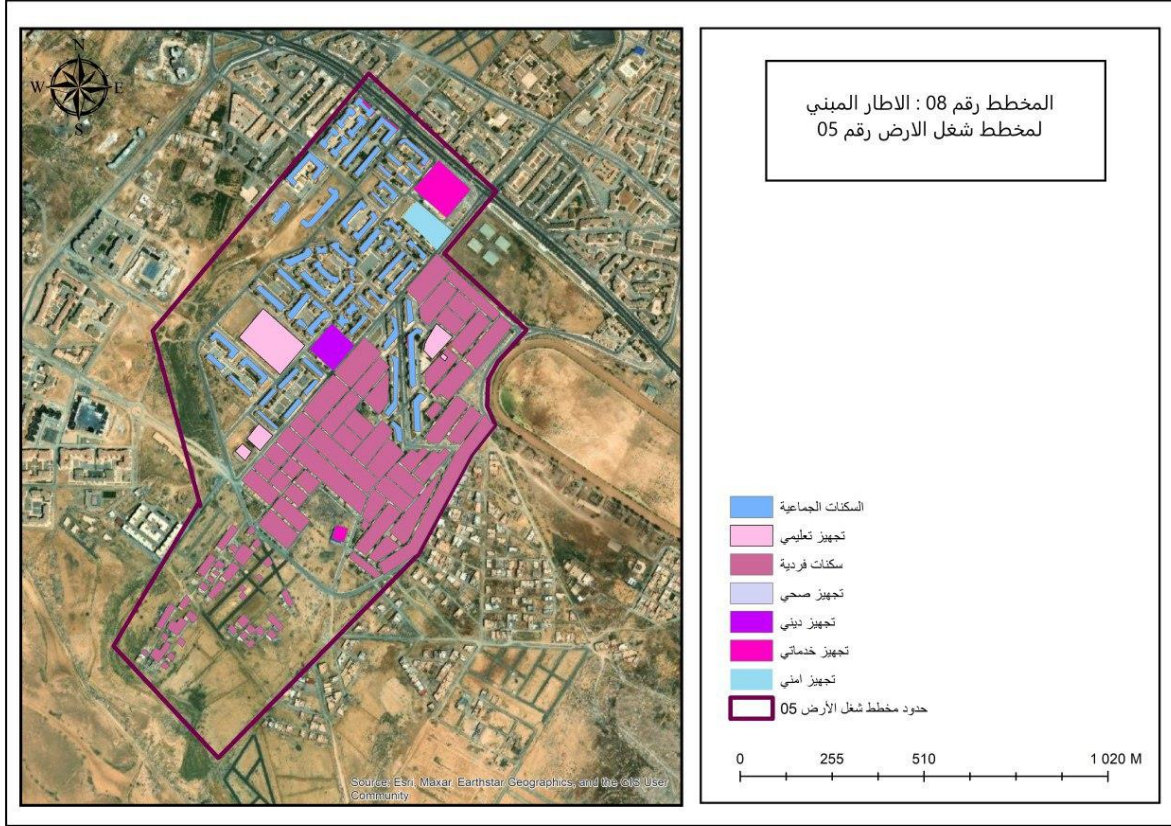 N
W E
S
Source: Esri, Maxar, Earthstar Geographics, and the GIS User
Community
المخطط رقم 08 : الاطار المبني
لمخطط شغل الارض رقم 05
السكنات الجماعية
تجهيز تعليمي
سكنات فردية
تجهيز صحي
تجهيز ديني
تجهيز خدماتي
تجهيز امني
حدود مخطط شغل الأرض 05
0 255 510 1 020 M